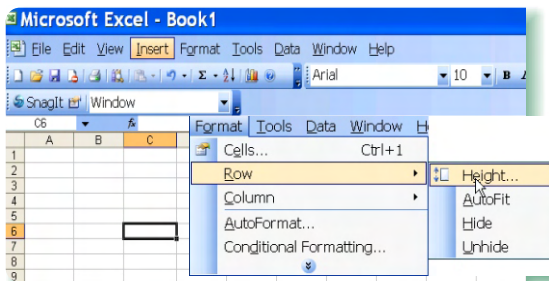 Microsoft Excel - Book1
File Edit View Insert Format Tools Data Window Help
Σ Arial 10 B
SnagIt Window
C6 fx
Format Tools Data Window H
A B C
Cells... Ctrl+1
Row
Height...
Column
AutoFit
AutoFormat...
Hide
Conditional Formatting...
Unhide
1
2
3
4
5
6
7
8
9